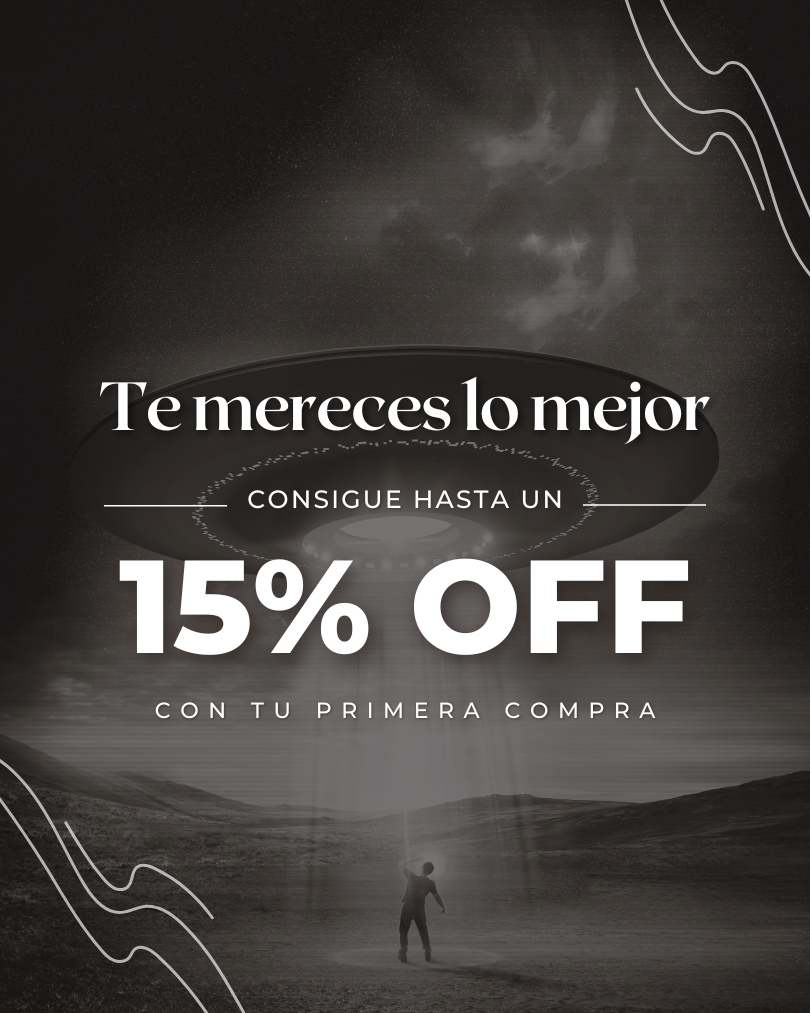 Te mereces lo mejor
CONSIGUE HASTA UN
15% OFF
CON TU PRIMERA COMPRA